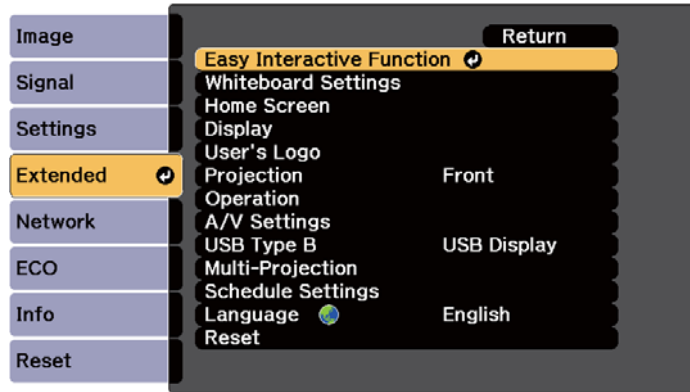 Image
Signal
Settings
Extended
Network
ECO
Info
Reset
Return
Easy Interactive Function
Whiteboard Settings
Home Screen
Display
User's Logo
Projection Front
Operation
A/V Settings
USB Type B USB Display
Multi-Projection
Schedule Settings
Language English
Reset